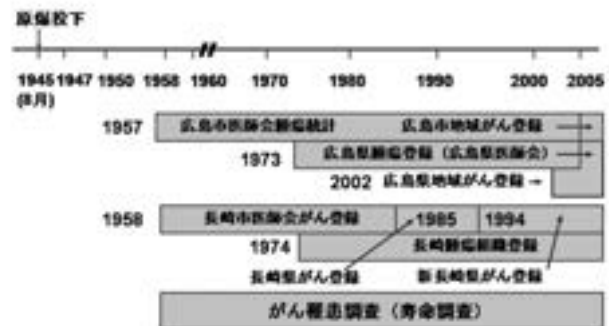 原爆投下
1945 1947 1950 1958 1960 1970 1980 1990 2000 2005
(8月)
1957 広島市医師会腫瘍統計 広島市地域がん登録 →
1973 広島県腫瘍登録（広島県医師会） →
2002 広島県地域がん登録→
1958 長崎市医師会がん登録 1985 1994
1974 長崎腫瘍組織登録
長崎県がん登録 新長崎県がん登録
がん罹患調査（寿命調査）